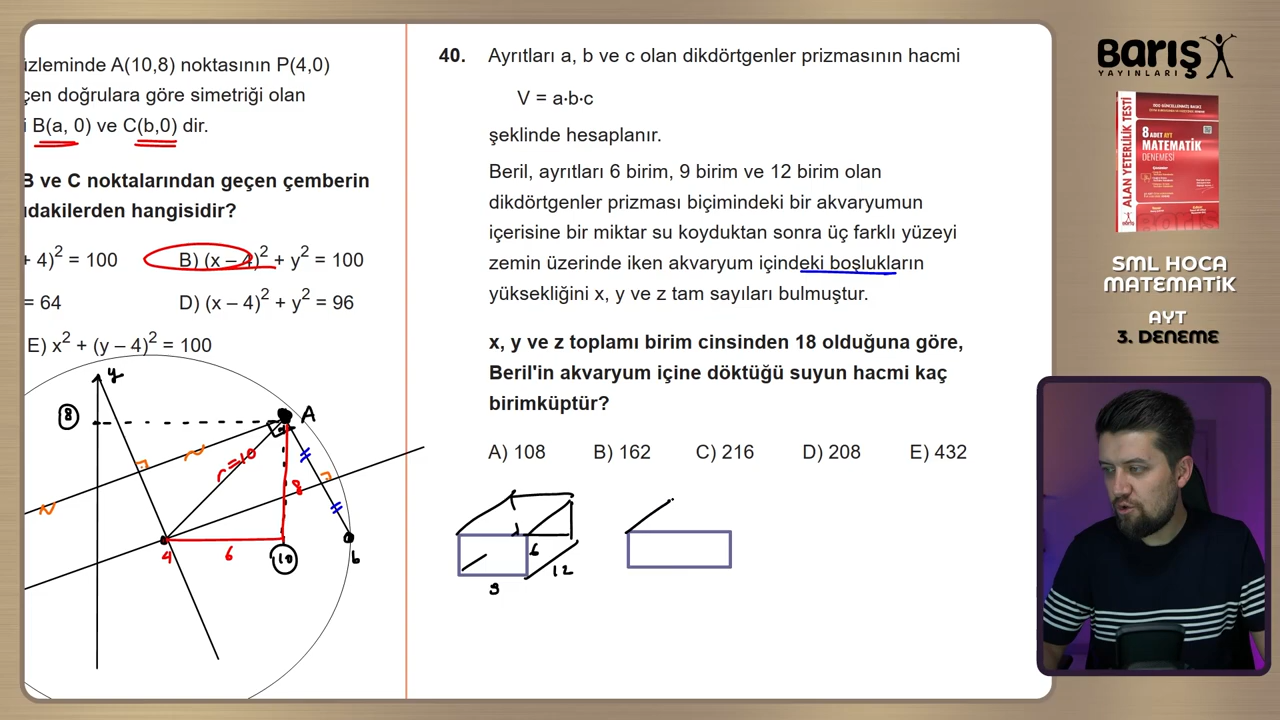 üzleminde A(10,8) noktasının P(4,0)
çen doğrulara göre simetriği olan
i B(a, 0) ve C(b,0) dir.
B ve C noktalarından geçen çemberin
ıdakilerden hangisidir?
+ 4)² = 100 B) (x – 4)² + y² = 100
= 64 D) (x – 4)² + y² = 96
E) x² + (y – 4)² = 100
y
8
A
r=10
8
4
6
10
b
40. Ayrıtları a, b ve c olan dikdörtgenler prizmasının hacmi
V = a·b·c
şeklinde hesaplanır.
Beril, ayrıtları 6 birim, 9 birim ve 12 birim olan
dikdörtgenler prizması biçimindeki bir akvaryumun
içerisine bir miktar su koyduktan sonra üç farklı yüzeyi
zemin üzerinde iken akvaryum içindeki boşlukların
yüksekliğini x, y ve z tam sayıları bulmuştur.
x, y ve z toplamı birim cinsinden 18 olduğuna göre,
Beril'in akvaryum içine döktüğü suyun hacmi kaç
birimküptür?
A) 108 B) 162 C) 216 D) 208 E) 432
6
12
9
BARIŞ
YAYINLARI
ALAN YETERLİLİK TESTİ
8 ADET AYT
MATEMATİK
DENEMESİ
SML HOCA
MATEMATİK
AYT
3. DENEME